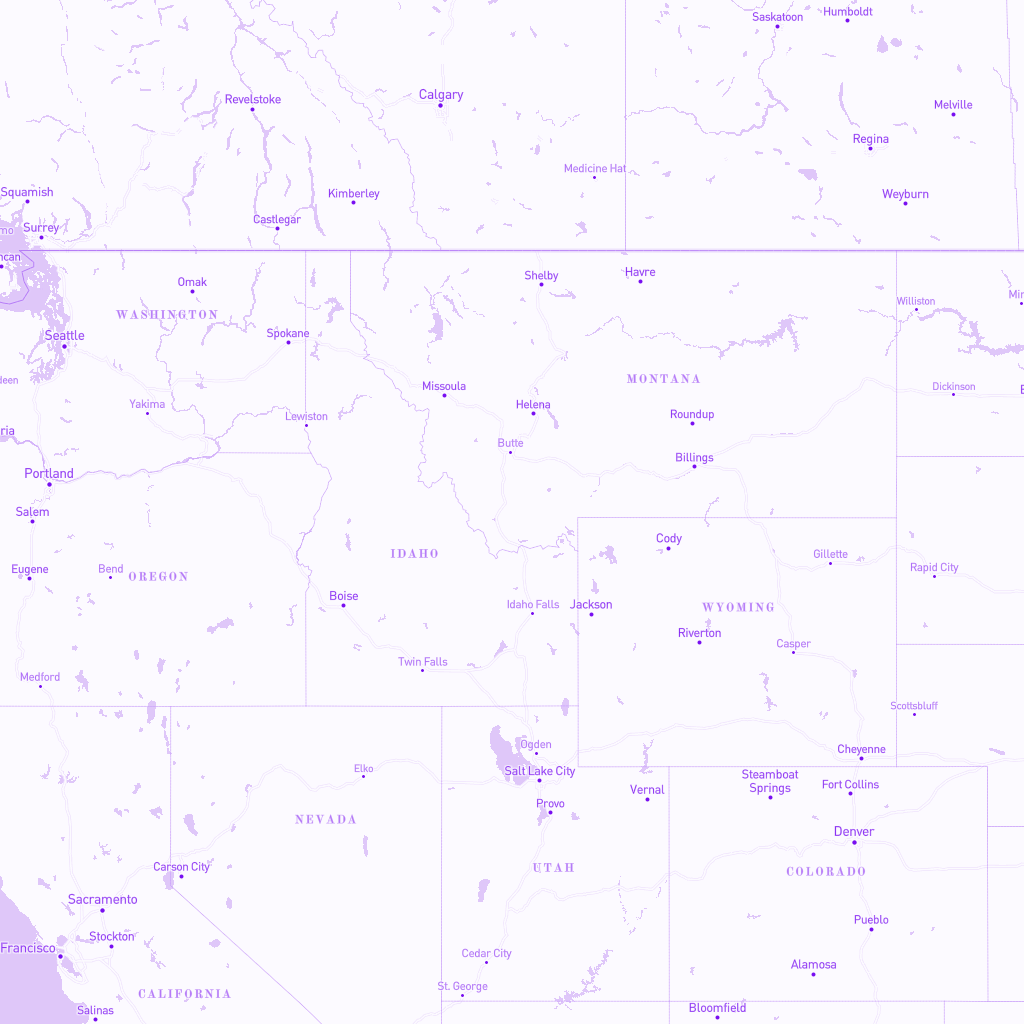 Saskatoon
Humboldt
Calgary
Revelstoke
Melville
Regina
Medicine Hat
Squamish
Kimberley
Weyburn
Castlegar
Surrey
mo
ncan
Shelby
Havre
Omak
Williston
Min
WASHINGTON
Seattle
Spokane
deen
Missoula
MONTANA
Dickinson
Yakima
Lewiston
Helena
Roundup
ria
Butte
Billings
Portland
Salem
Cody
IDAHO
Gillette
Eugene
Bend
OREGON
Rapid City
Boise
Idaho Falls
Jackson
WYOMING
Riverton
Casper
Twin Falls
Medford
Scottsbluff
Ogden
Cheyenne
Elko
Salt Lake City
Steamboat
Springs
Fort Collins
Vernal
Provo
NEVADA
Denver
Carson City
UTAH
COLORADO
Sacramento
Pueblo
Stockton
Francisco
Cedar City
Alamosa
St. George
CALIFORNIA
Salinas
Bloomfield